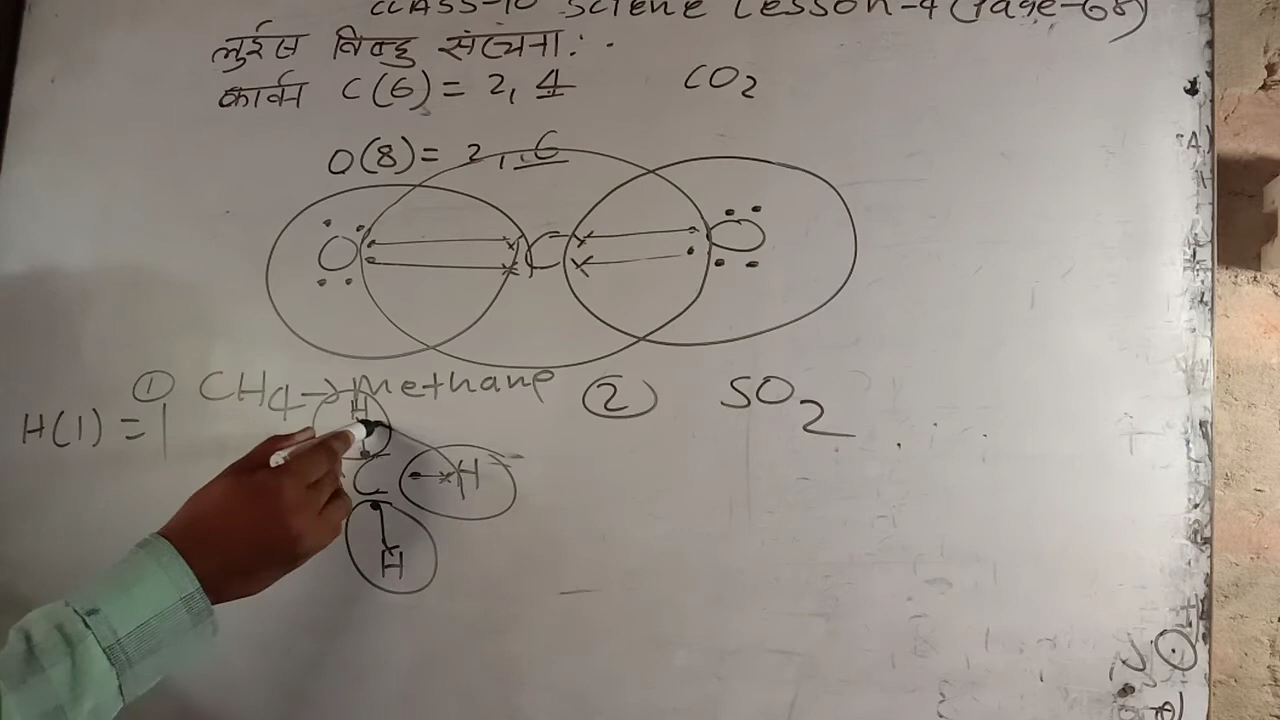 CLASS-10 Science Lesson-4 (Page-68)
लुईस बिन्दु संरचना:
कार्बन C(6) = 2, 4 CO2
O(8) = 2, 6
O C O
① CH4 → Methane ② SO2
H(1) = 1
H
C H
H